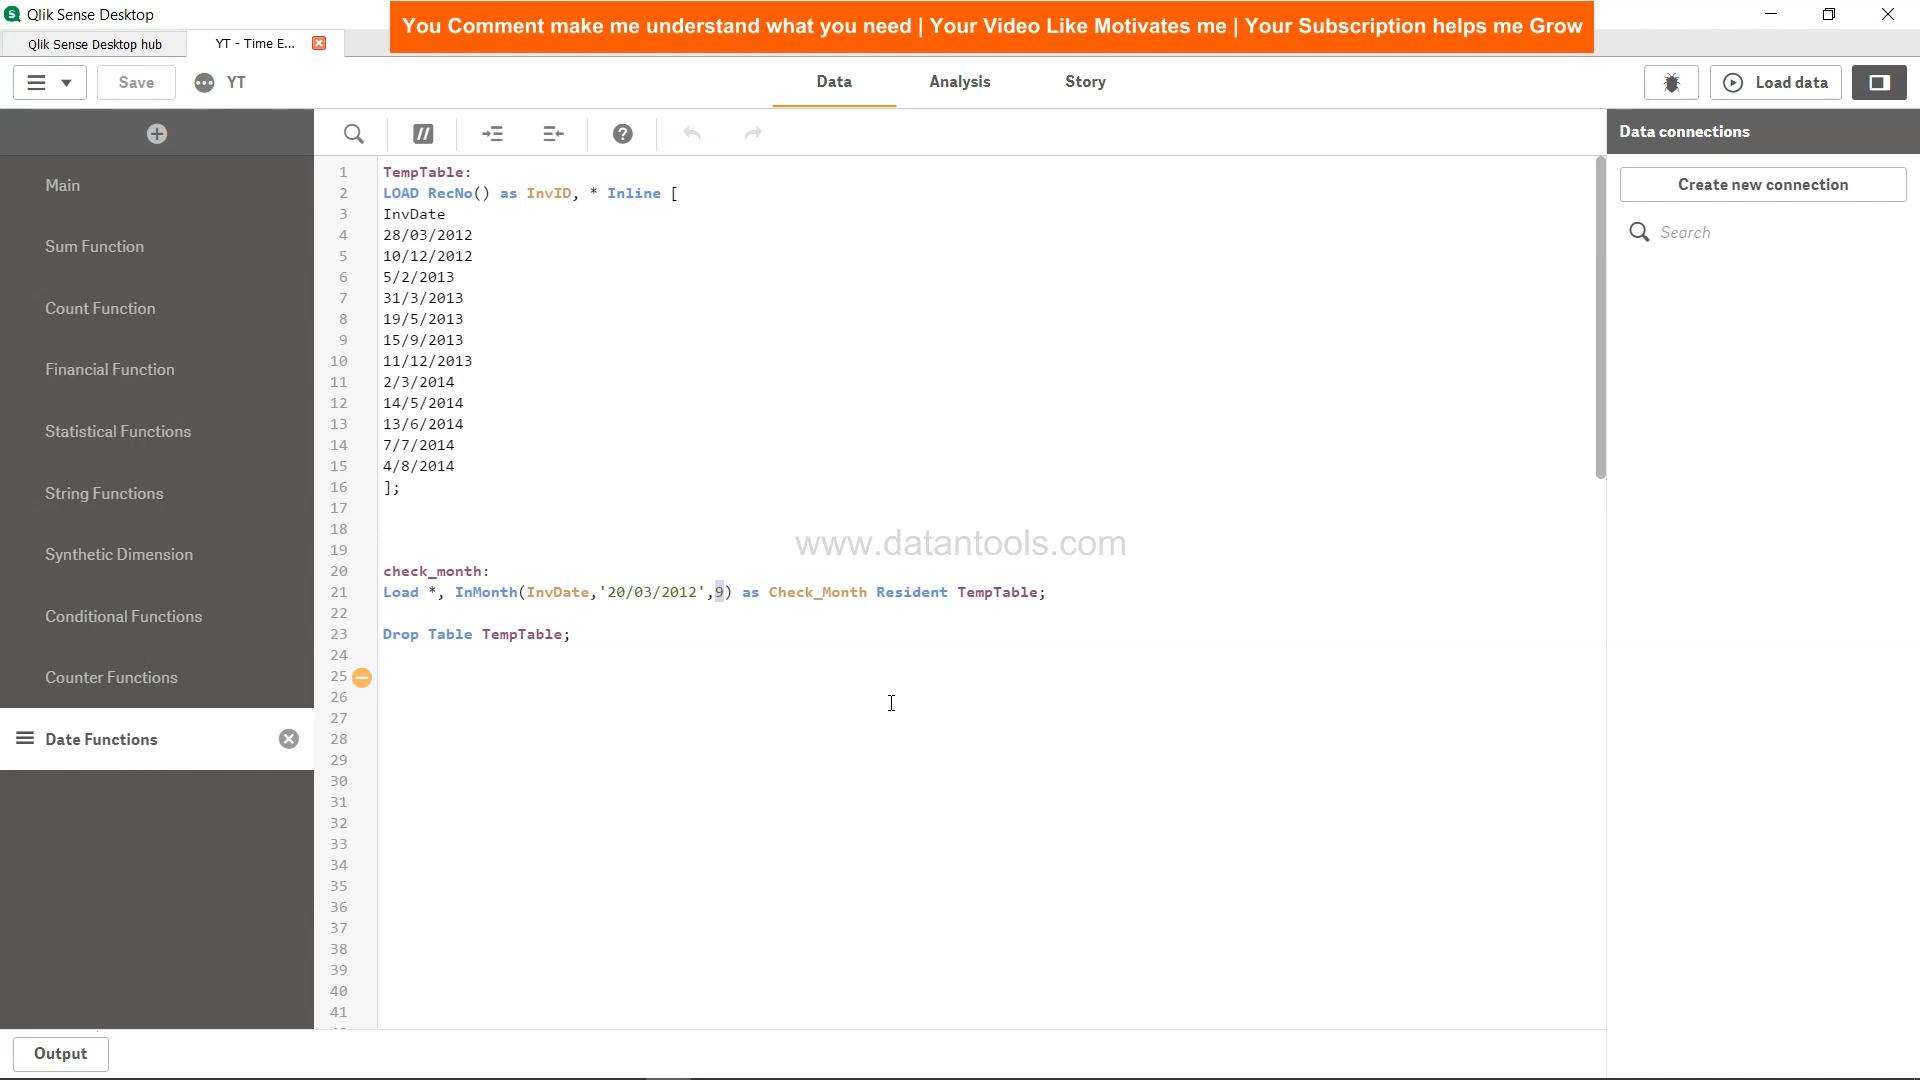 Qlik Sense Desktop
You Comment make me understand what you need | Your Video Like Motivates me | Your Subscription helps me Grow
Qlik Sense Desktop hub
YT - Time E...
Save
YT
Data
Analysis
Story
Load data
Data connections
Create new connection
Search
Main
Sum Function
Count Function
Financial Function
Statistical Functions
String Functions
Synthetic Dimension
Conditional Functions
Counter Functions
Date Functions
1 TempTable:
2 LOAD RecNo() as InvID, * Inline [
3 InvDate
4 28/03/2012
5 10/12/2012
6 5/2/2013
7 31/3/2013
8 19/5/2013
9 15/9/2013
10 11/12/2013
11 2/3/2014
12 14/5/2014
13 13/6/2014
14 7/7/2014
15 4/8/2014
16 ];
17
18
19
www.datantools.com
20 check_month:
21 Load *, InMonth(InvDate,'20/03/2012',9) as Check_Month Resident TempTable;
22
23 Drop Table TempTable;
24
25
26
27
28
29
30
31
32
33
34
35
36
37
38
39
40
41
Output